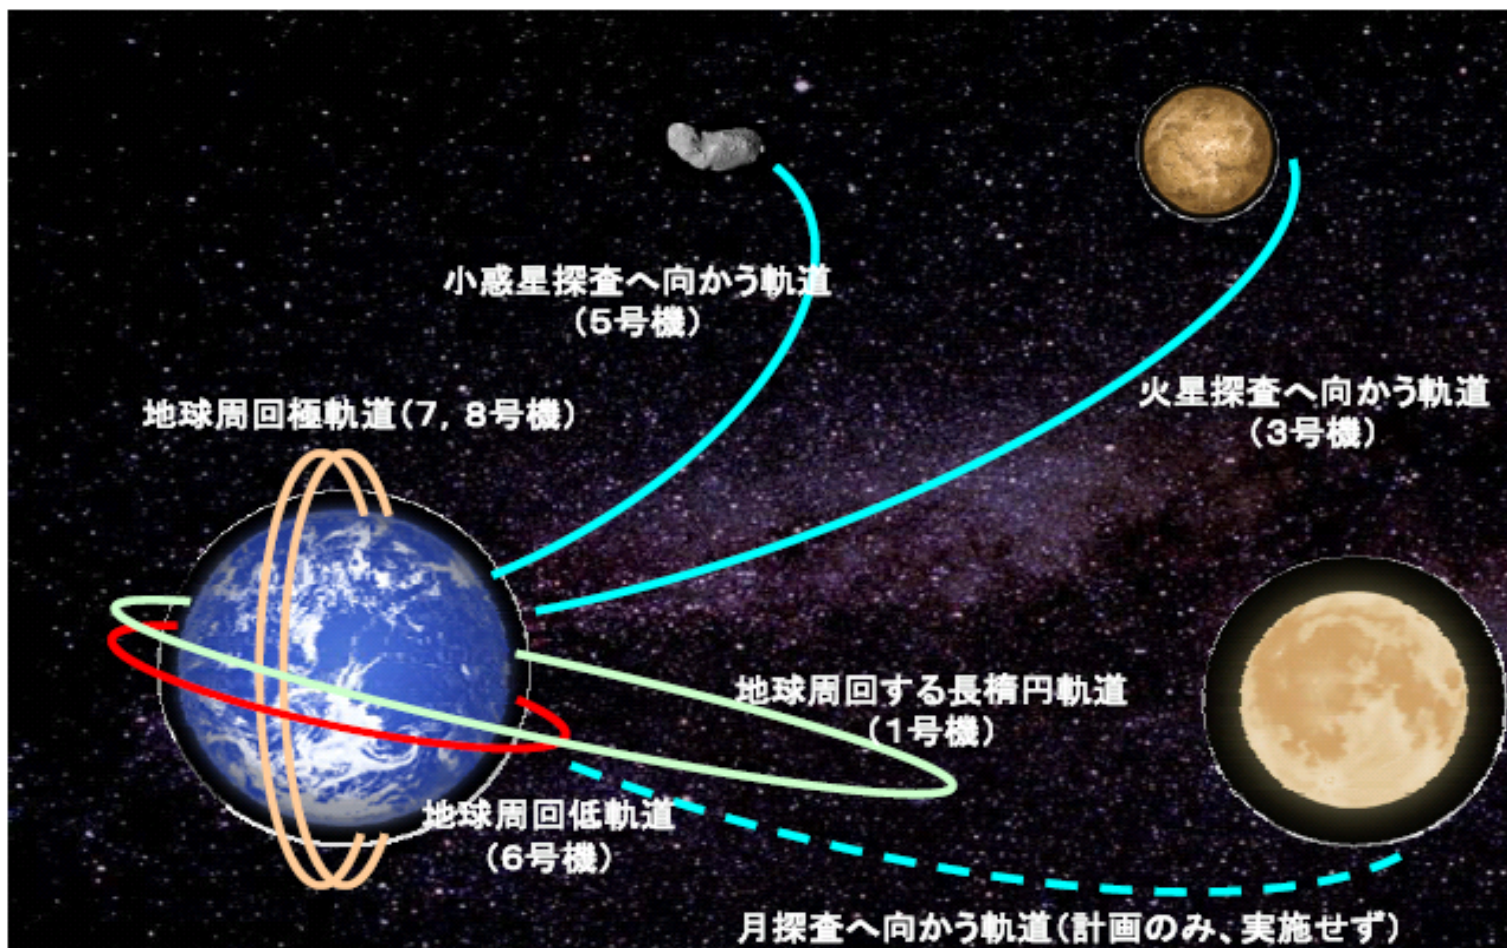 小惑星探査へ向かう軌道
(5号機)
地球周回極軌道(7, 8号機)
火星探査へ向かう軌道
(3号機)
地球周回する長楕円軌道
(1号機)
地球周回低軌道
(6号機)
月探査へ向かう軌道(計画のみ、実施せず)